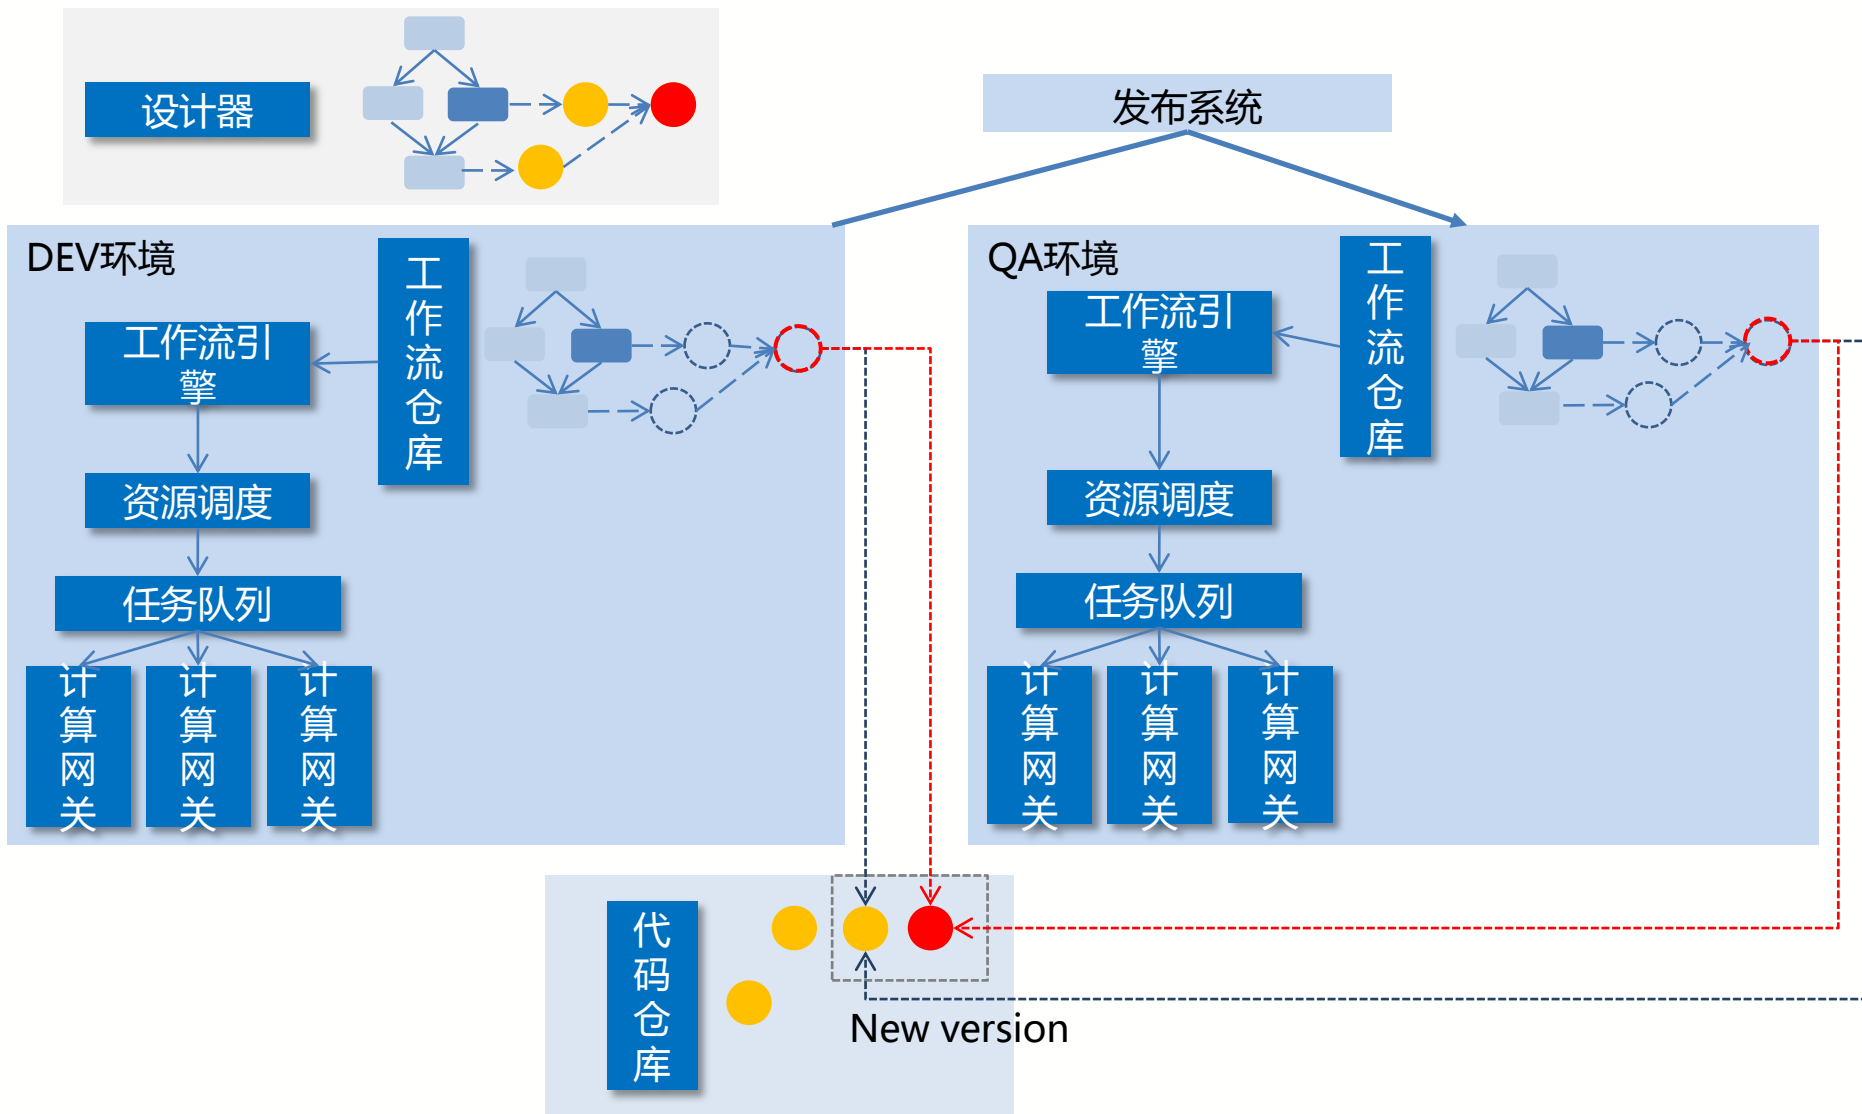 设计器
发布系统
DEV环境
工作流仓库
工作流引
擎
资源调度
任务队列
计算网关
计算网关
计算网关
QA环境
工作流仓库
工作流引
擎
资源调度
任务队列
计算网关
计算网关
计算网关
代码仓库
New version